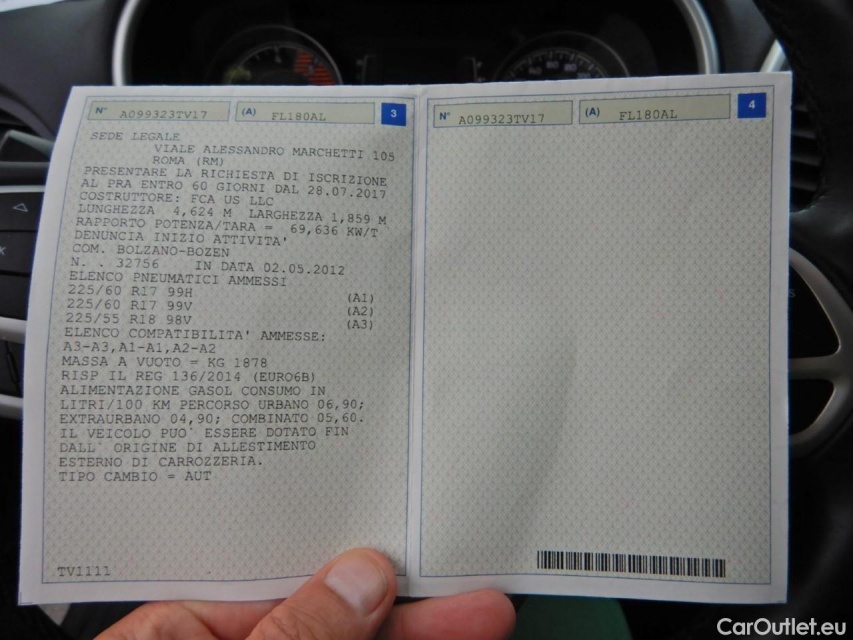 N° A099323TV17 (A) FL180AL 3
SEDE LEGALE
VIALE ALESSANDRO MARCHETTI 105
ROMA (RM)
PRESENTARE LA RICHIESTA DI ISCRIZIONE
AL PRA ENTRO 60 GIORNI DAL 28.07.2017
COSTRUTTORE: FCA US LLC
LUNGHEZZA 4,624 M LARGHEZZA 1,859 M
RAPPORTO POTENZA/TARA = 69,636 KW/T
DENUNCIA INIZIO ATTIVITA'
COM. BOLZANO-BOZEN
N. . 32756 IN DATA 02.05.2012
ELENCO PNEUMATICI AMMESSI
225/60 R17 99H (A1)
225/60 R17 99V (A2)
225/55 R18 98V (A3)
ELENCO COMPATIBILITA' AMMESSE:
A3-A3,A1-A1,A2-A2
MASSA A VUOTO = KG 1878
RISP IL REG 136/2014 (EURO6B)
ALIMENTAZIONE GASOL CONSUMO IN
LITRI/100 KM PERCORSO URBANO 06,90;
EXTRAURBANO 04,90; COMBINATO 05,60.
IL VEICOLO PUO` ESSERE DOTATO FIN
DALL` ORIGINE DI ALLESTIMENTO
ESTERNO DI CARROZZERIA.
TIPO CAMBIO = AUT
TV1111
N° A099323TV17 (A) FL180AL 4
CarOutlet.eu